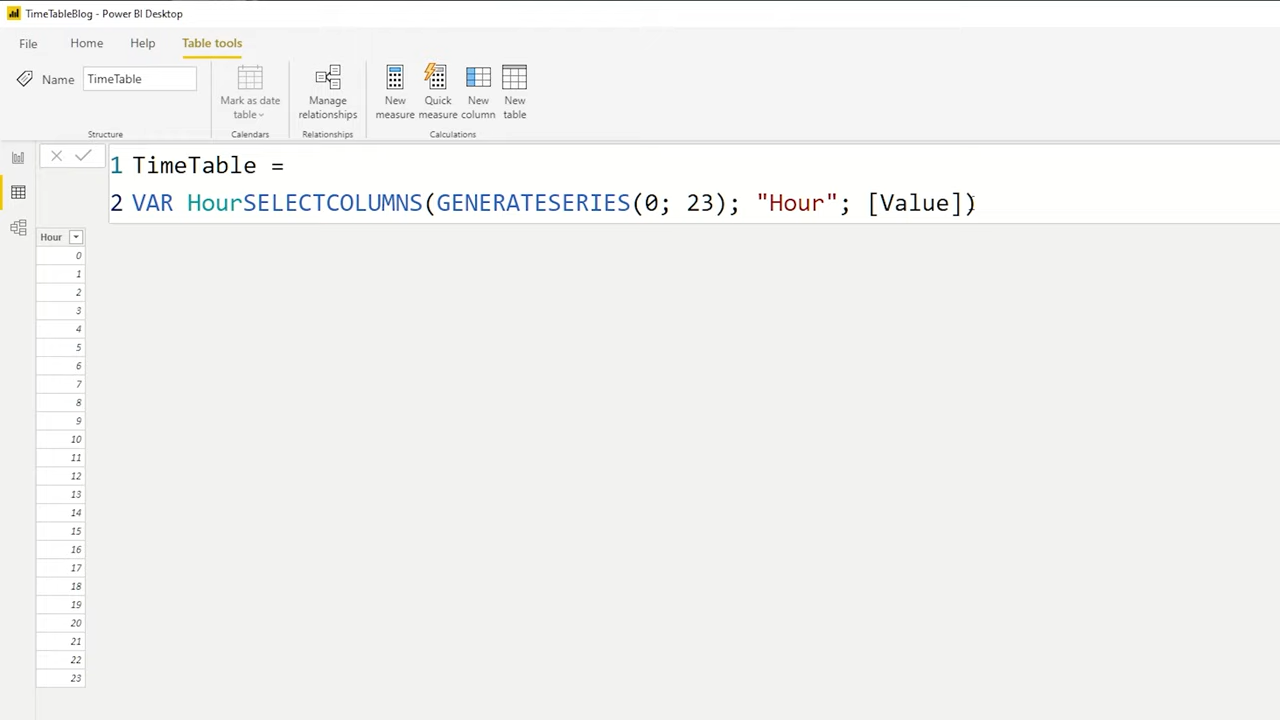 TimeTableBlog - Power BI Desktop
File Home Help Table tools
Name TimeTable
Mark as date table
Manage relationships
New measure
Quick measure
New column
New table
Structure Calendars Relationships Calculations
1 TimeTable =
2 VAR HourSELECTCOLUMNS(GENERATESERIES(0; 23); "Hour"; [Value])
Hour
0
1
2
3
4
5
6
7
8
9
10
11
12
13
14
15
16
17
18
19
20
21
22
23